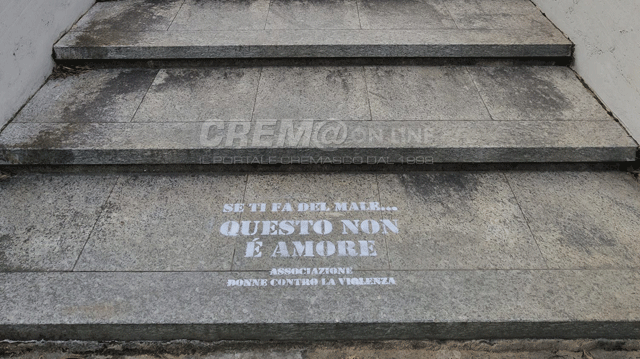 CREM@ON LINE
IL PORTALE CREMASCO DAL 1998
SE TI FA DEL MALE...
QUESTO NON
É AMORE
ASSOCIAZIONE
DONNE CONTRO LA VIOLENZA